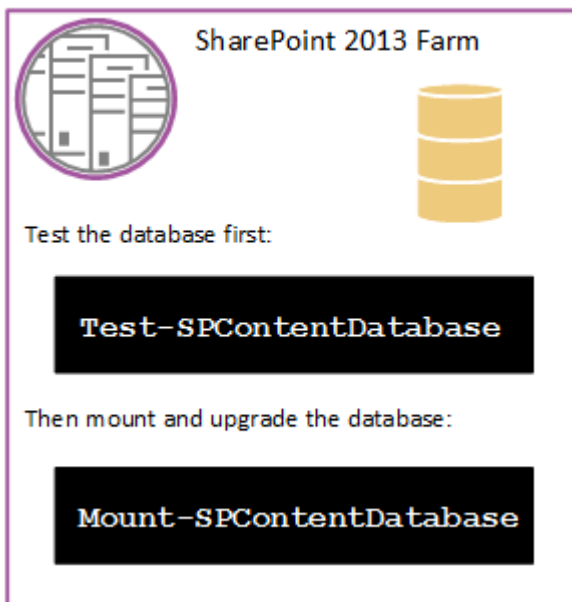 SharePoint 2013 Farm
Test the database first:
Test-SPContentDatabase
Then mount and upgrade the database:
Mount-SPContentDatabase